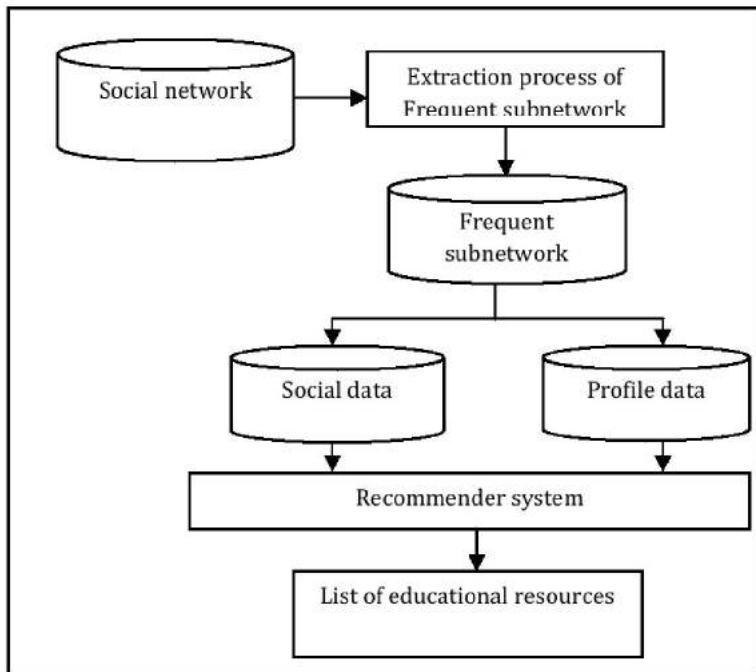 Social network
Extraction process of
Frequent subnetwork
Frequent
subnetwork
Social data
Profile data
Recommender system
List of educational resources